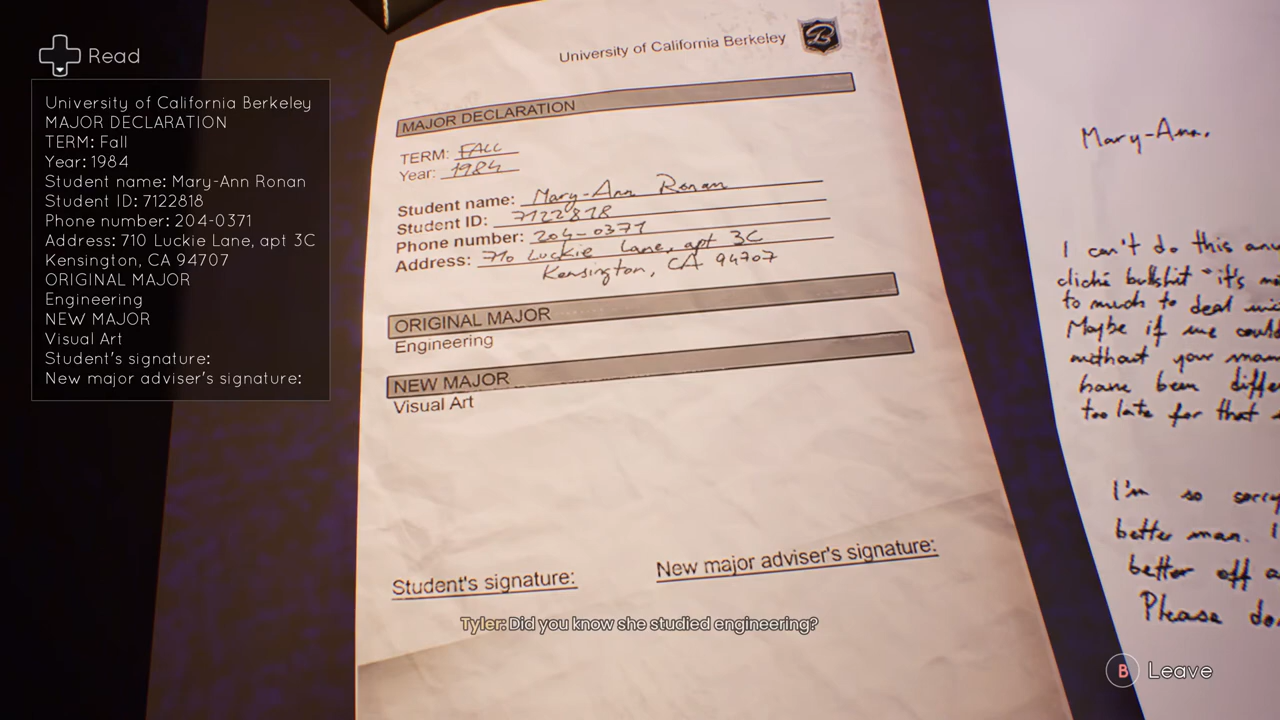 Read
University of California Berkeley
MAJOR DECLARATION
TERM: Fall
Year: 1984
Student name: Mary-Ann Ronan
Student ID: 7122818
Phone number: 204-0371
Address: 710 Luckie Lane, apt 3C
Kensington, CA 94707
ORIGINAL MAJOR
Engineering
NEW MAJOR
Visual Art
Student's signature:
New major adviser's signature:
University of California Berkeley
B
MAJOR DECLARATION
TERM: FALL
Year: 1984
Student name: Mary-Ann Ronan
Student ID: 7122818
Phone number: 204-0371
Address: 710 Luckie Lane, apt 3C
Kensington, CA 94707
ORIGINAL MAJOR
Engineering
NEW MAJOR
Visual Art
Student's signature: New major adviser's signature:
Mary-Ann,
I can't do this
cliché bullshit "it's
to much to deal
Maybe if we
without your
have been
too late for that
I'm so sorry
better man. I
better off
Please
Tyler: Did you know she studied engineering?
B Leave